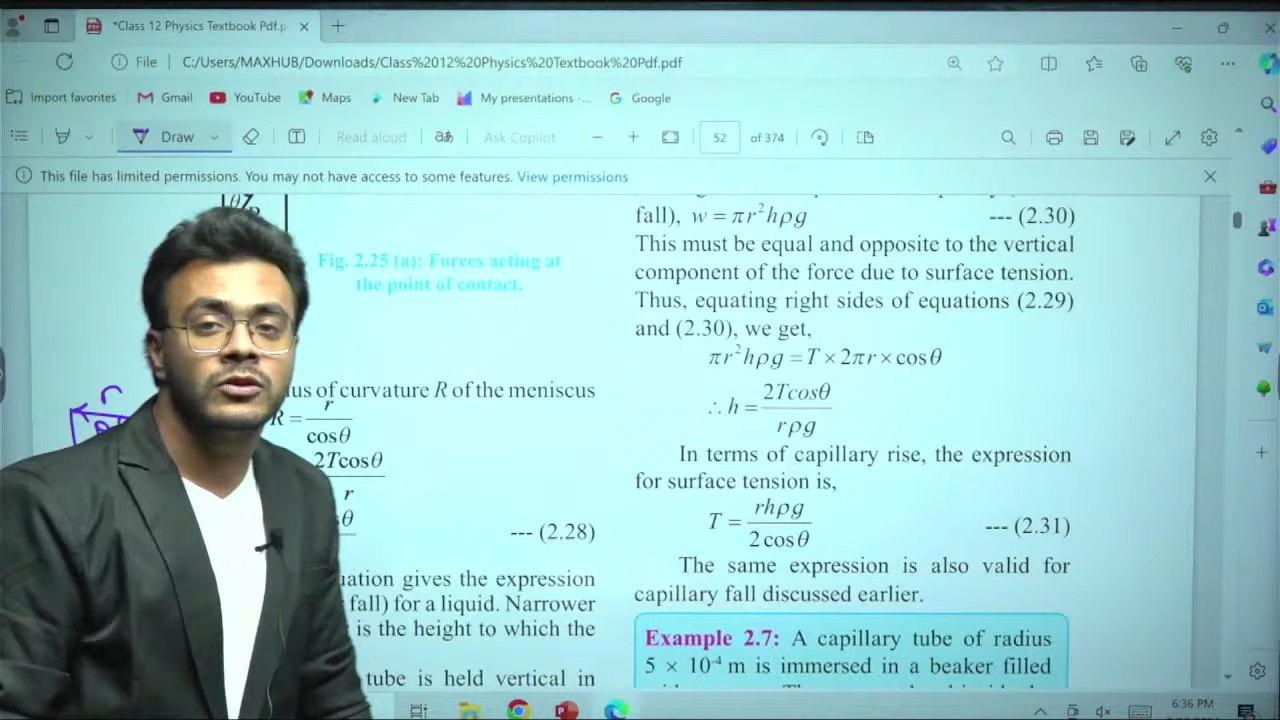 *Class 12 Physics Textbook Pdf.p
File | C:/Users/MAXHUB/Downloads/Class%2012%20Physics%20Textbook%20Pdf.pdf
Import favorites Gmail YouTube Maps New Tab My presentations -... Google
Draw Read aloud Ask Copilot 52 of 374
This file has limited permissions. You may not have access to some features. View permissions
Fig. 2.25 (a): Forces acting at
the point of contact.
r
us of curvature R of the meniscus
R = r / cosθ
2Tcosθ
r
θ
--- (2.28)
uation gives the expression
fall) for a liquid. Narrower
is the height to which the
tube is held vertical in
fall), w = πr²hρg --- (2.30)
This must be equal and opposite to the vertical
component of the force due to surface tension.
Thus, equating right sides of equations (2.29)
and (2.30), we get,
πr²hρg = T × 2πr × cosθ
∴ h = 2Tcosθ / rρg
In terms of capillary rise, the expression
for surface tension is,
T = rhρg / 2 cosθ --- (2.31)
The same expression is also valid for
capillary fall discussed earlier.
Example 2.7: A capillary tube of radius
5 × 10⁻⁴ m is immersed in a beaker filled
6:36 PM